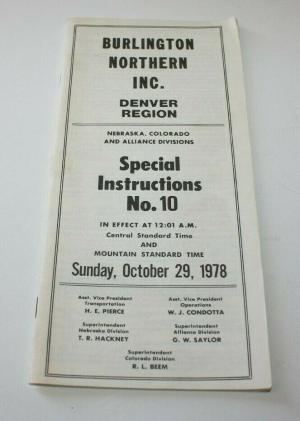 BURLINGTON
NORTHERN
INC.
DENVER
REGION
NEBRASKA, COLORADO
AND ALLIANCE DIVISIONS
Special
Instructions
No. 10
IN EFFECT AT 12:01 A.M.
Central Standard Time
AND
MOUNTAIN STANDARD TIME
Sunday, October 29, 1978
Asst. Vice President
Transportation
H. E. PIERCE
Asst. Vice President
Operations
W. J. CONDOTTA
Superintendent
Nebraska Division
T. R. HACKNEY
Superintendent
Alliance Division
G. W. SAYLOR
Superintendent
Colorado Division
R. L. BEEM